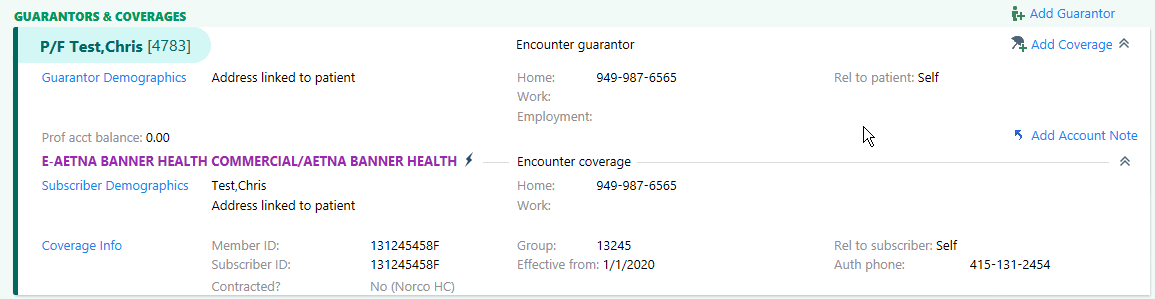 GUARANTORS & COVERAGES Add Guarantor
P/F Test,Chris [4783] Encounter guarantor Add Coverage
Guarantor Demographics Address linked to patient Home: 949-987-6565 Rel to patient: Self
Work:
Employment:
Prof acct balance: 0.00 Add Account Note
E-AETNA BANNER HEALTH COMMERCIAL/AETNA BANNER HEALTH Encounter coverage
Subscriber Demographics Test,Chris Home: 949-987-6565
Address linked to patient Work:
Coverage Info Member ID: 131245458F Group: 13245 Rel to subscriber: Self
Subscriber ID: 131245458F Effective from: 1/1/2020 Auth phone: 415-131-2454
Contracted? No (Norco HC)